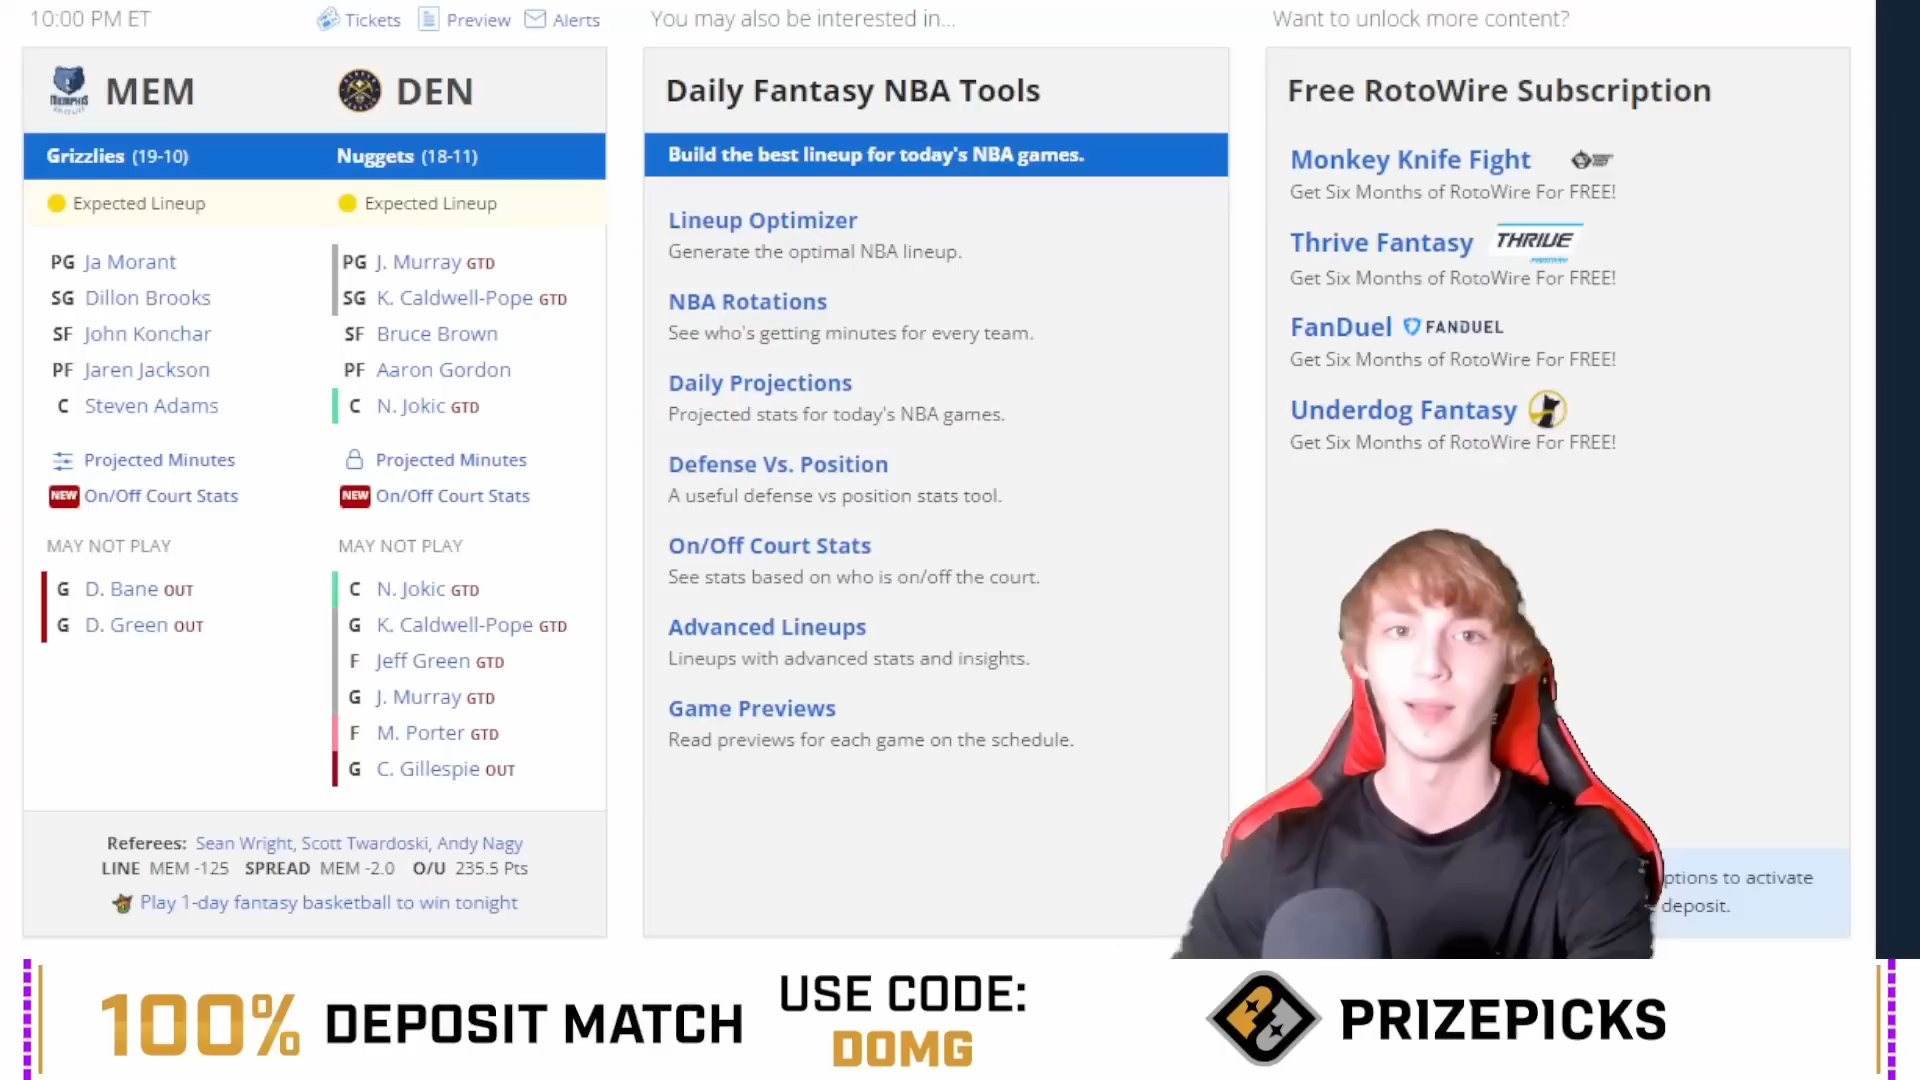 10:00 PM ET
Tickets
Preview
Alerts
MEM
DEN
Grizzlies (19-10)
Nuggets (18-11)
Expected Lineup
Expected Lineup
PG Ja Morant
SG Dillon Brooks
SF John Konchar
PF Jaren Jackson
C Steven Adams
Projected Minutes
NEW On/Off Court Stats
PG J. Murray GTD
SG K. Caldwell-Pope GTD
SF Bruce Brown
PF Aaron Gordon
C N. Jokic GTD
Projected Minutes
NEW On/Off Court Stats
MAY NOT PLAY
G D. Bane OUT
G D. Green OUT
MAY NOT PLAY
C N. Jokic GTD
G K. Caldwell-Pope GTD
F Jeff Green GTD
G J. Murray GTD
F M. Porter GTD
G C. Gillespie OUT
Referees: Sean Wright, Scott Twardoski, Andy Nagy
LINE MEM -125 SPREAD MEM -2.0 O/U 235.5 Pts
Play 1-day fantasy basketball to win tonight
You may also be interested in...
Daily Fantasy NBA Tools
Build the best lineup for today's NBA games.
Lineup Optimizer
Generate the optimal NBA lineup.
NBA Rotations
See who's getting minutes for every team.
Daily Projections
Projected stats for today's NBA games.
Defense Vs. Position
A useful defense vs position stats tool.
On/Off Court Stats
See stats based on who is on/off the court.
Advanced Lineups
Lineups with advanced stats and insights.
Game Previews
Read previews for each game on the schedule.
Want to unlock more content?
Free RotoWire Subscription
Monkey Knife Fight
Get Six Months of RotoWire For FREE!
Thrive Fantasy THRIVE
Get Six Months of RotoWire For FREE!
FanDuel FANDUEL
Get Six Months of RotoWire For FREE!
Underdog Fantasy
Get Six Months of RotoWire For FREE!
ptions to activate
deposit.
100% DEPOSIT MATCH
USE CODE:
DOMG
PRIZEPICKS